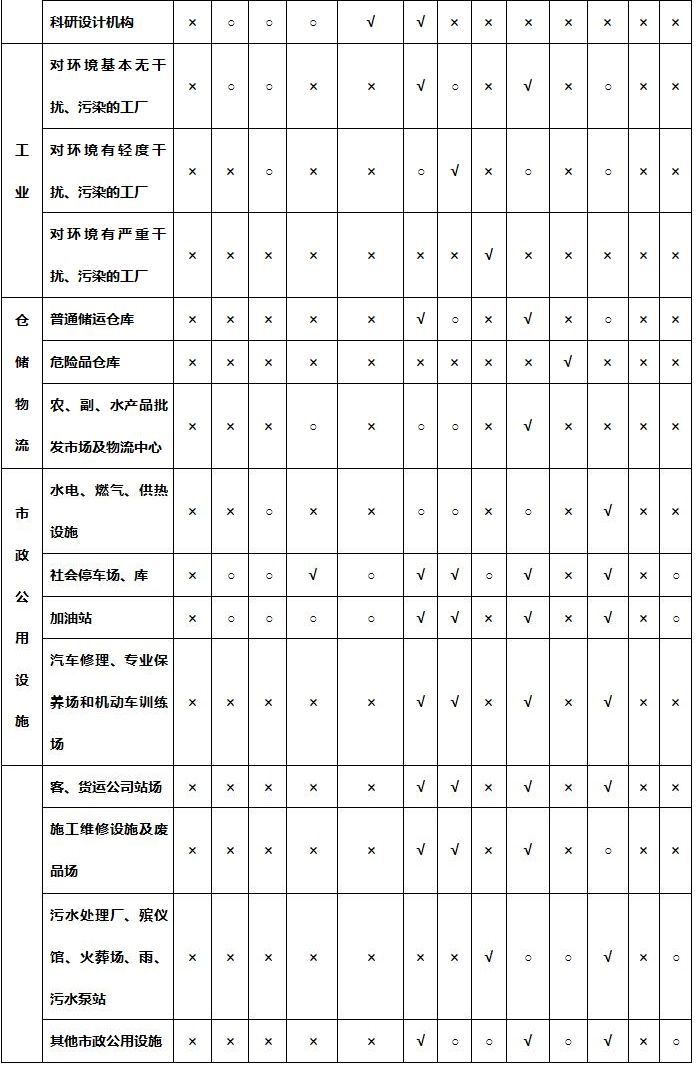 科研设计机构 × ○ ○ ○ √ √ × × × × × × ×
工业
对环境基本无干扰、污染的工厂 × ○ ○ × × √ ○ × √ × ○ × ×
对环境有轻度干扰、污染的工厂 × × ○ × × ○ √ × ○ × ○ × ×
对环境有严重干扰、污染的工厂 × × × × × × × √ × × × × ×
仓储物流
普通储运仓库 × × × × × √ ○ × √ × ○ × ×
危险品仓库 × × × × × × × × × √ × × ×
农、副、水产品批发市场及物流中心 × × × ○ × ○ ○ × √ × × × ×
市政公用设施
水电、燃气、供热设施 × × ○ × × ○ ○ × ○ × √ × ×
社会停车场、库 × ○ ○ √ ○ √ √ ○ √ × √ × ○
加油站 × ○ ○ ○ ○ √ √ × √ × √ × ○
汽车修理、专业保养场和机动车训练场 × × × × × √ √ × √ × √ × ×
客、货运公司站场 × × × × × √ √ × √ × √ × ×
施工维修设施及废品场 × × × × × √ √ × √ × ○ × ×
污水处理厂、殡仪馆、火葬场、雨、污水泵站 × × × × × × × √ ○ ○ √ × ○
其他市政公用设施 × × × × × √ ○ ○ √ ○ √ × ○